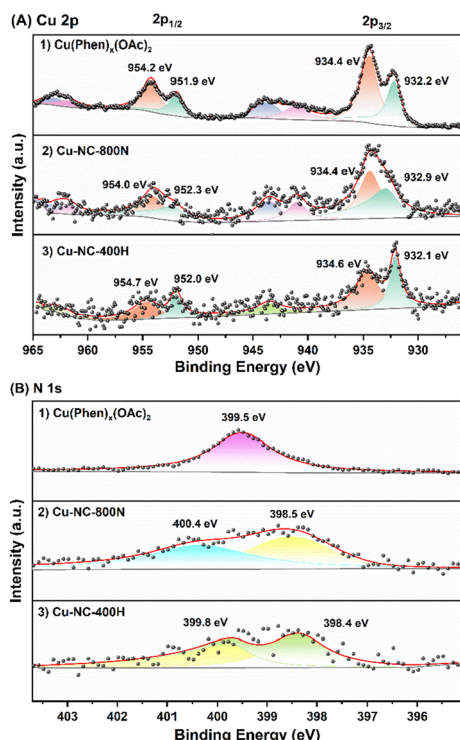 (A) Cu 2p
2p1/2
2p3/2
1) Cu(Phen)x(OAc)2
954.2 eV
951.9 eV
934.4 eV
932.2 eV
2) Cu-NC-800N
954.0 eV
952.3 eV
934.4 eV
932.9 eV
3) Cu-NC-400H
954.7 eV
952.0 eV
934.6 eV
932.1 eV
Intensity (a.u.)
965 960 955 950 945 940 935 930
Binding Energy (eV)
(B) N 1s
1) Cu(Phen)x(OAc)2
399.5 eV
2) Cu-NC-800N
400.4 eV
398.5 eV
3) Cu-NC-400H
399.8 eV
398.4 eV
Intensity (a.u.)
403 402 401 400 399 398 397 396
Binding Energy (eV)